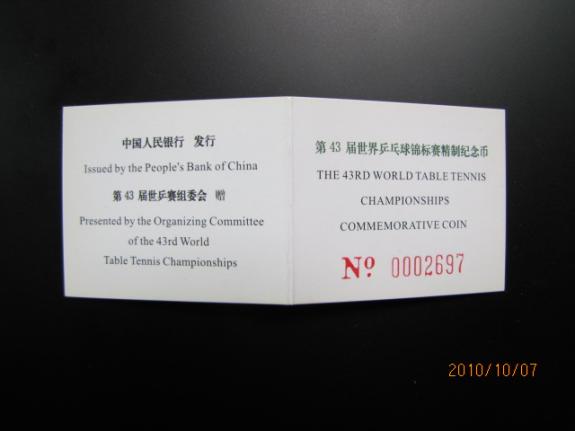 中国人民银行 发行
Issued by the People's Bank of China
第 43 届世乒赛组委会 赠
Presented by the Organizing Committee
of the 43rd World
Table Tennis Championships
第 43 届世界乒乓球锦标赛精制纪念币
THE 43RD WORLD TABLE TENNIS
CHAMPIONSHIPS
COMMEMORATIVE COIN
Nº 0002697
2010/10/07